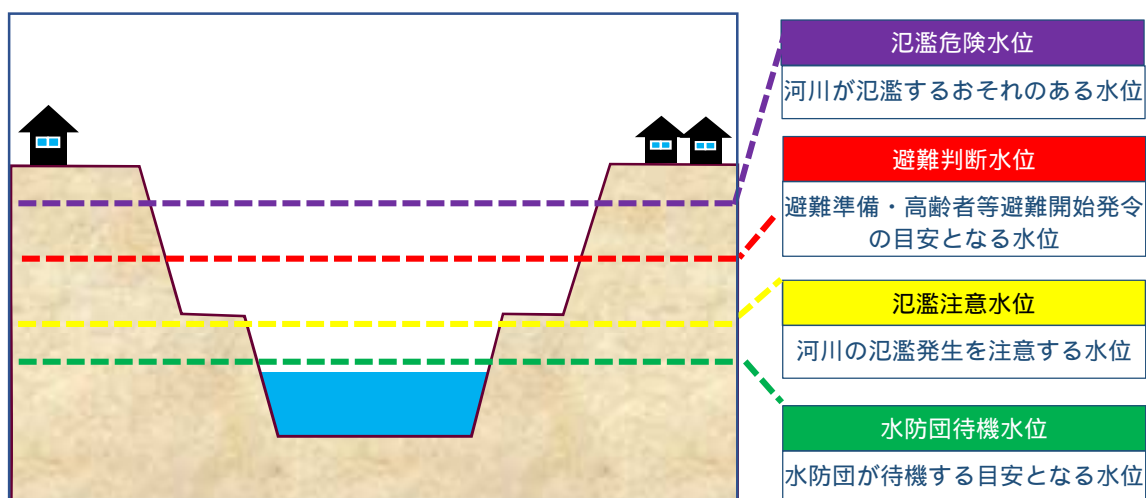 氾濫危険水位
河川が氾濫するおそれのある水位
避難判断水位
避難準備・高齢者等避難開始発令
の目安となる水位
氾濫注意水位
河川の氾濫発生を注意する水位
水防団待機水位
水防団が待機する目安となる水位